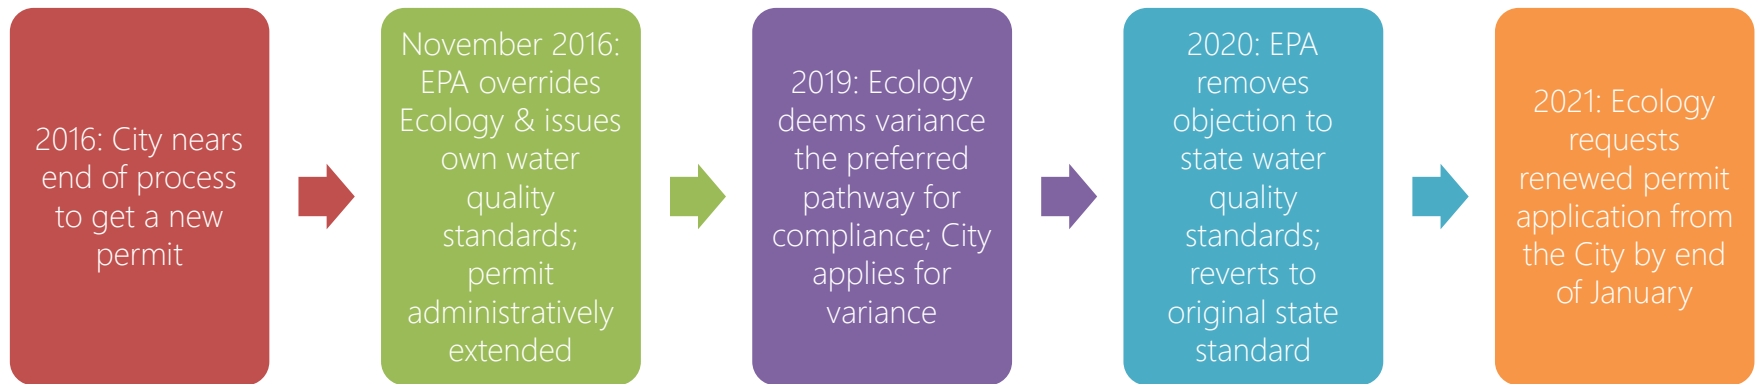 2016: City nears
end of process
to get a new
permit
November 2016:
EPA overrides
Ecology & issues
own water
quality
standards;
permit
administratively
extended
2019: Ecology
deems variance
the preferred
pathway for
compliance; City
applies for
variance
2020: EPA
removes
objection to
state water
quality
standards;
reverts to
original state
standard
2021: Ecology
requests
renewed permit
application from
the City by end
of January